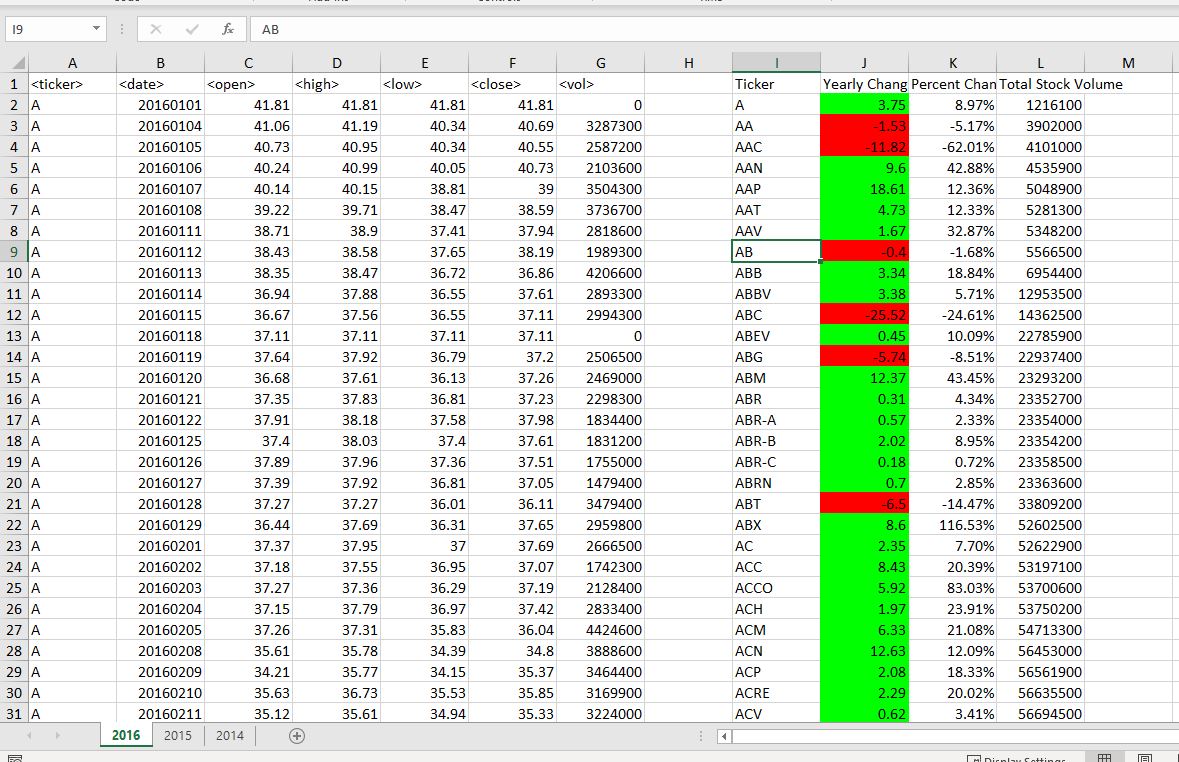 I9 fx AB
A B C D E F G H I J K L M
1 <ticker> <date> <open> <high> <low> <close> <vol> Ticker Yearly Chang Percent Chan Total Stock Volume
2 A 20160101 41.81 41.81 41.81 41.81 0 A 3.75 8.97% 1216100
3 A 20160104 41.06 41.19 40.34 40.69 3287300 AA -1.53 -5.17% 3902000
4 A 20160105 40.73 40.95 40.34 40.55 2587200 AAC -11.82 -62.01% 4101000
5 A 20160106 40.24 40.99 40.05 40.73 2103600 AAN 9.6 42.88% 4535900
6 A 20160107 40.14 40.15 38.81 39 3504300 AAP 18.61 12.36% 5048900
7 A 20160108 39.22 39.71 38.47 38.59 3736700 AAT 4.73 12.33% 5281300
8 A 20160111 38.71 38.9 37.41 37.94 2818600 AAV 1.67 32.87% 5348200
9 A 20160112 38.43 38.58 37.65 38.19 1989000 AB -0.4 -1.68% 5566500
10 A 20160113 38.35 38.47 36.72 36.86 4206600 ABB 3.34 18.84% 6954400
11 A 20160114 36.94 37.88 36.55 37.61 2893300 ABBV 3.38 5.71% 12953500
12 A 20160115 36.67 37.56 36.55 37.11 2994300 ABC -25.52 -24.61% 14362500
13 A 20160118 37.11 37.11 37.11 37.11 0 ABEV 0.45 10.09% 22785900
14 A 20160119 37.64 37.92 36.79 37.2 2506500 ABG -5.74 -8.51% 22937400
15 A 20160120 36.68 37.61 36.13 37.26 2469000 ABM 12.37 43.45% 23293200
16 A 20160121 37.35 37.83 36.81 37.23 2298300 ABR 0.31 4.34% 23352700
17 A 20160122 37.91 38.18 37.58 37.98 1834400 ABR-A 0.57 2.33% 23354000
18 A 20160125 37.4 38.03 37.4 37.61 1831200 ABR-B 2.02 8.95% 23354200
19 A 20160126 37.89 37.96 37.36 37.51 1755000 ABR-C 0.18 0.72% 23358500
20 A 20160127 37.39 37.92 36.81 37.05 1479400 ABRN 0.7 2.85% 23363600
21 A 20160128 37.27 37.27 36.01 36.11 3479400 ABT -6.5 -14.47% 33809200
22 A 20160129 36.44 37.69 36.31 37.65 2959800 ABX 8.6 116.53% 52602500
23 A 20160201 37.37 37.95 37 37.69 2666500 AC 2.35 7.70% 52622900
24 A 20160202 37.18 37.55 36.95 37.07 1742300 ACC 8.43 20.39% 53197100
25 A 20160203 37.27 37.36 36.29 37.19 2128400 ACCO 5.92 83.03% 53700600
26 A 20160204 37.15 37.79 36.97 37.42 2833400 ACH 1.97 23.91% 53750200
27 A 20160205 37.26 37.31 35.83 36.04 4424600 ACM 6.33 21.08% 54713300
28 A 20160208 35.61 35.78 34.39 34.8 3888600 ACN 12.63 12.09% 56453000
29 A 20160209 34.21 35.77 34.15 35.37 3464400 ACP 2.08 18.33% 56561900
30 A 20160210 35.63 36.73 35.53 35.85 3169900 ACRE 2.29 20.02% 56635500
31 A 20160211 35.12 35.61 34.94 35.33 3224000 ACV 0.62 3.41% 56694500
2016 2015 2014
Display Settings